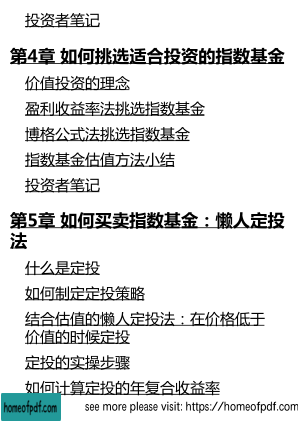 投资者笔记
第4章 如何挑选适合投资的指数基金
价值投资的理念
盈利收益率法挑选指数基金
博格公式法挑选指数基金
指数基金估值方法小结
投资者笔记
第5章 如何买卖指数基金：懒人定投
法
什么是定投
如何制定定投策略
结合估值的懒人定投法：在价格低于
价值的时候定投
定投的实操步骤
如何计算定投的年复合收益率
homeofpdf.com see more please visit: https://homeofpdf.com